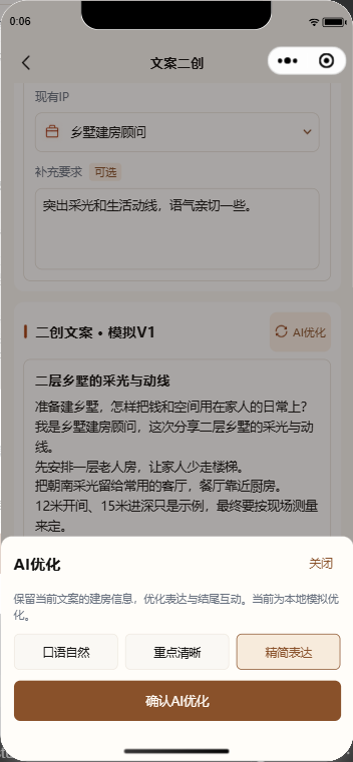 0:06
文案二创
现有IP
乡墅建房顾问
补充要求 可选
突出采光和生活动线，语气亲切一些。
二创文案·模拟V1 AI优化
二层乡墅的采光与动线
准备建乡墅，怎样把钱和空间用在家人的日常上？
我是乡墅建房顾问，这次分享二层乡墅的采光与动
线。
先安排一层老人房，让家人少走楼梯。
把朝南采光留给常用的客厅，餐厅靠近厨房。
12米开间、15米进深只是示例，最终要按现场测量
来定。
AI优化 关闭
保留当前文案的建房信息，优化表达与结尾互动。当前为本地模拟优
化。
口语自然 重点清晰 精简表达
确认AI优化